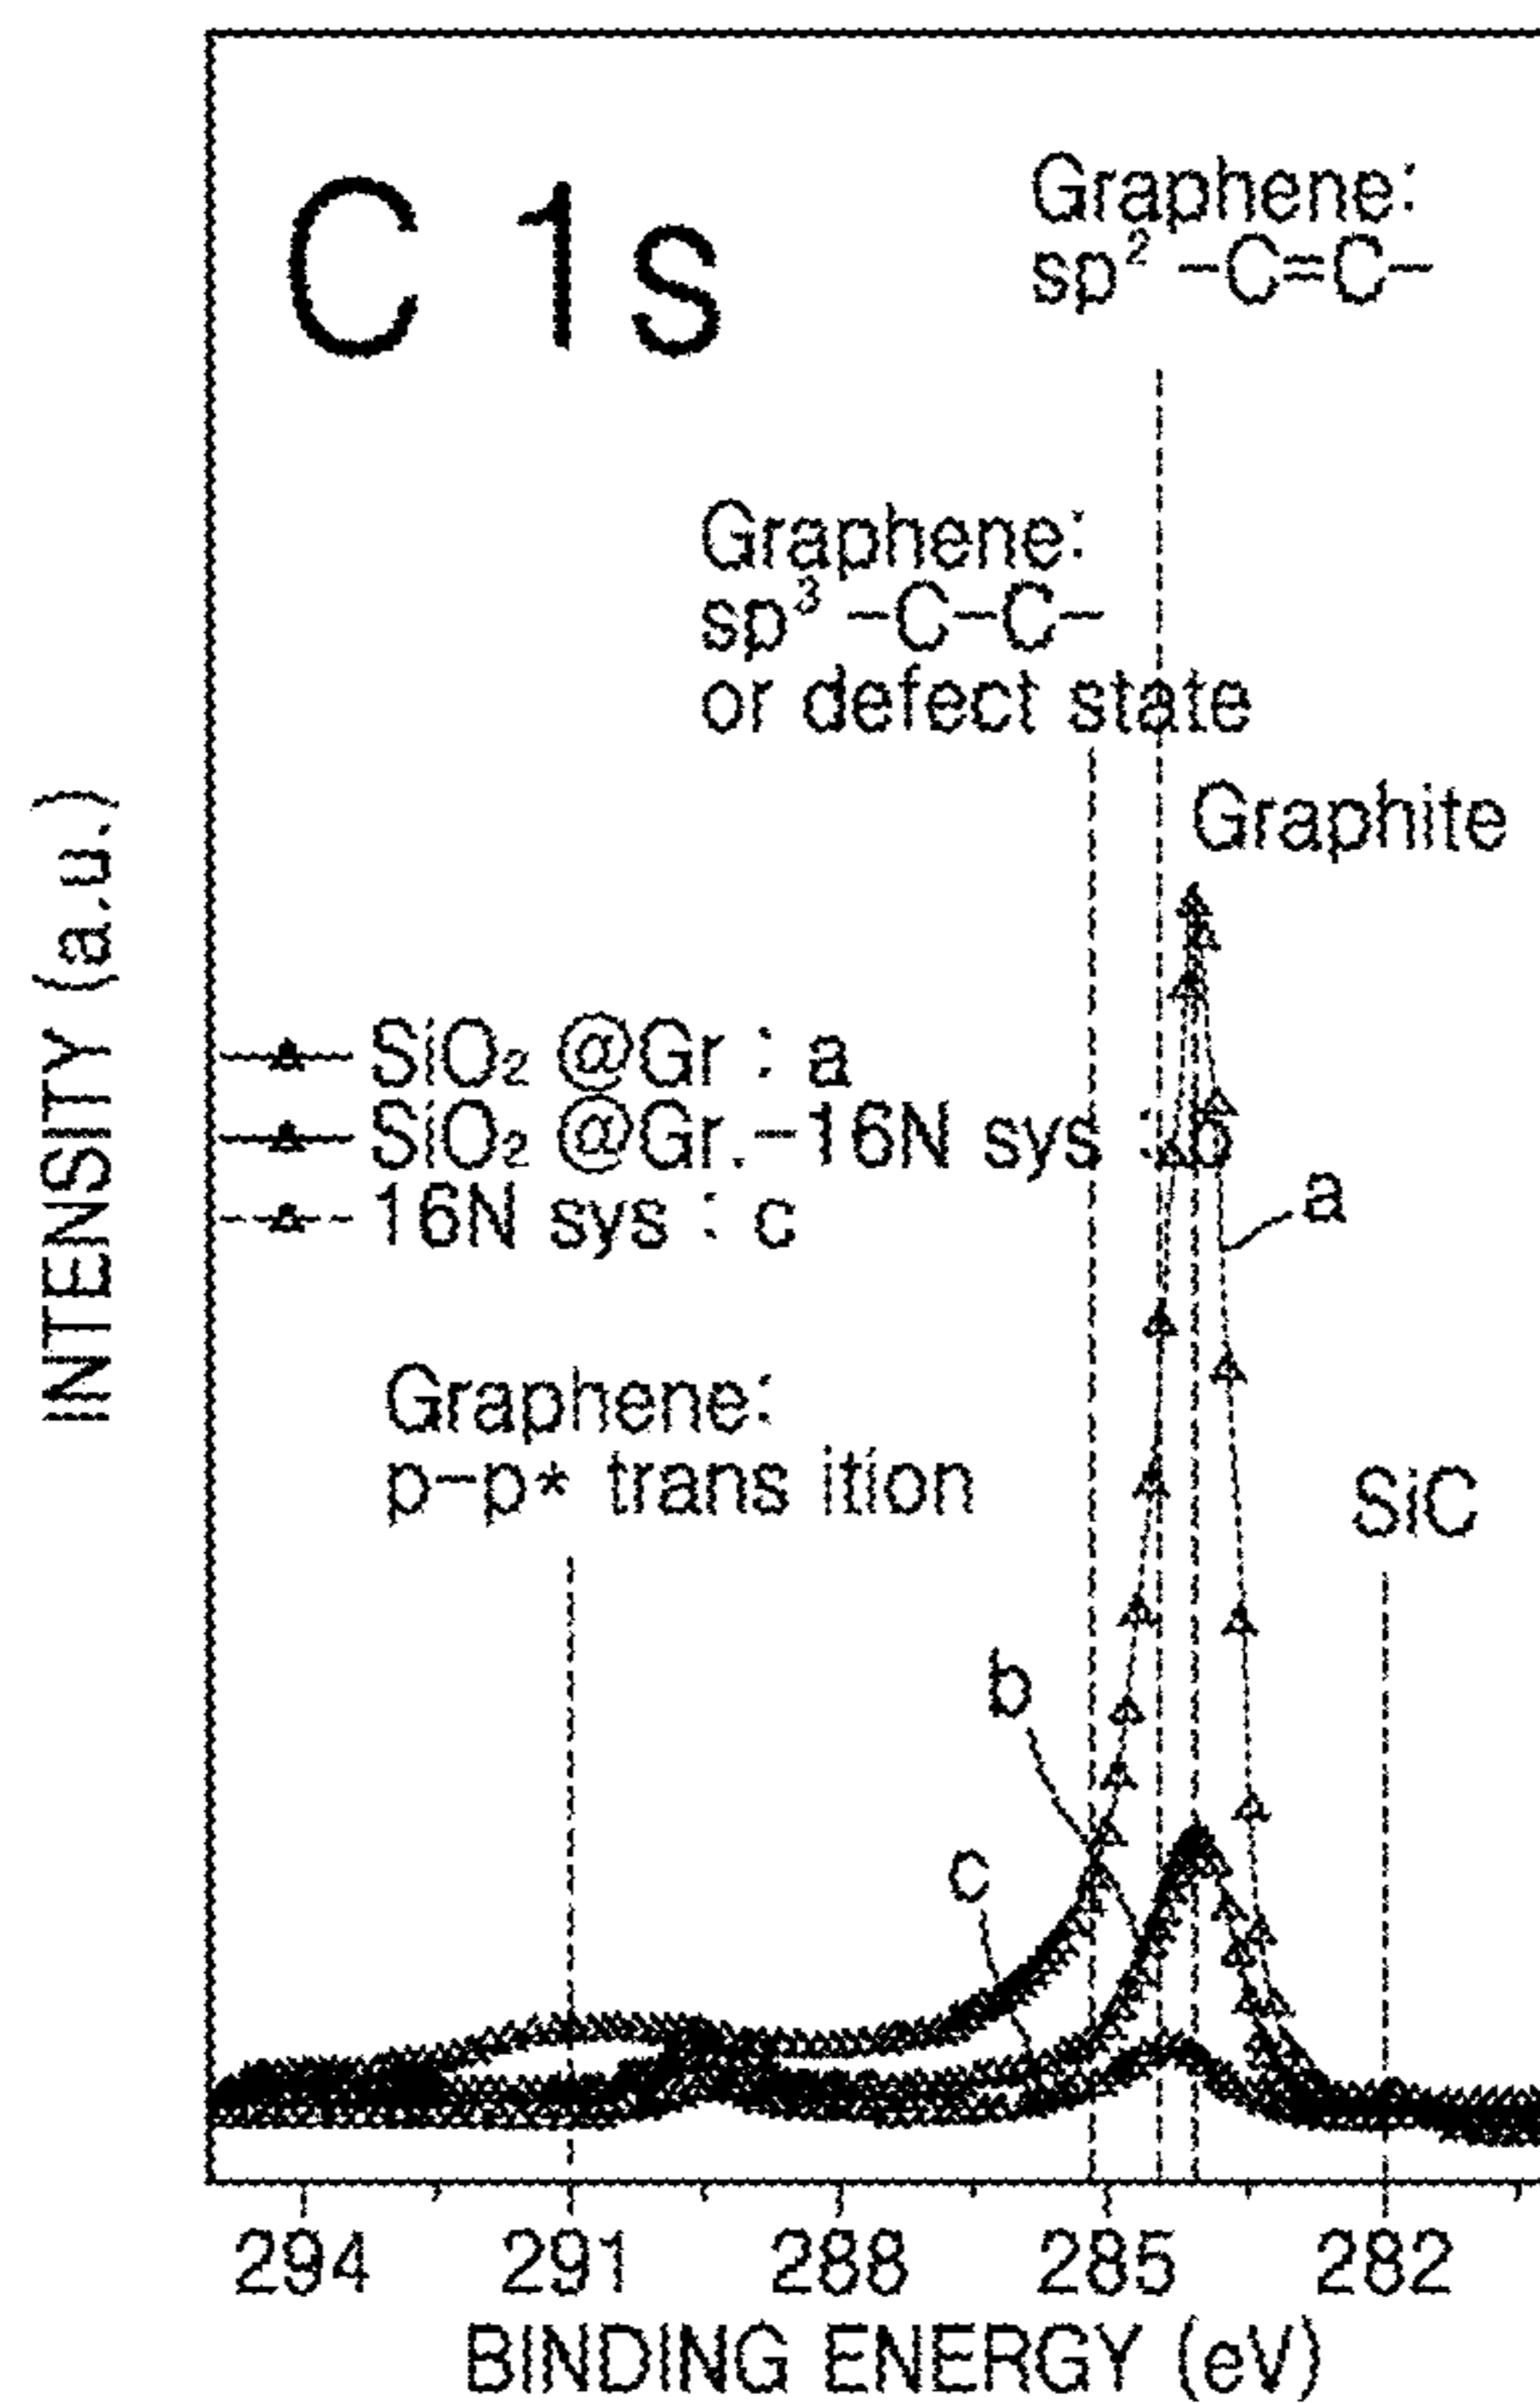 C 1s
Graphene:
sp² -C=C-
Graphene:
sp³ -C-C-
or defect state
Graphite
INTENSITY (a.u.)
SiO₂ @Gr : a
SiO₂ @Gr.-16N sys : b
16N sys : c
a
Graphene:
p-p* trans ition
SiC
b
c
294 291 288 285 282
BINDING ENERGY (eV)